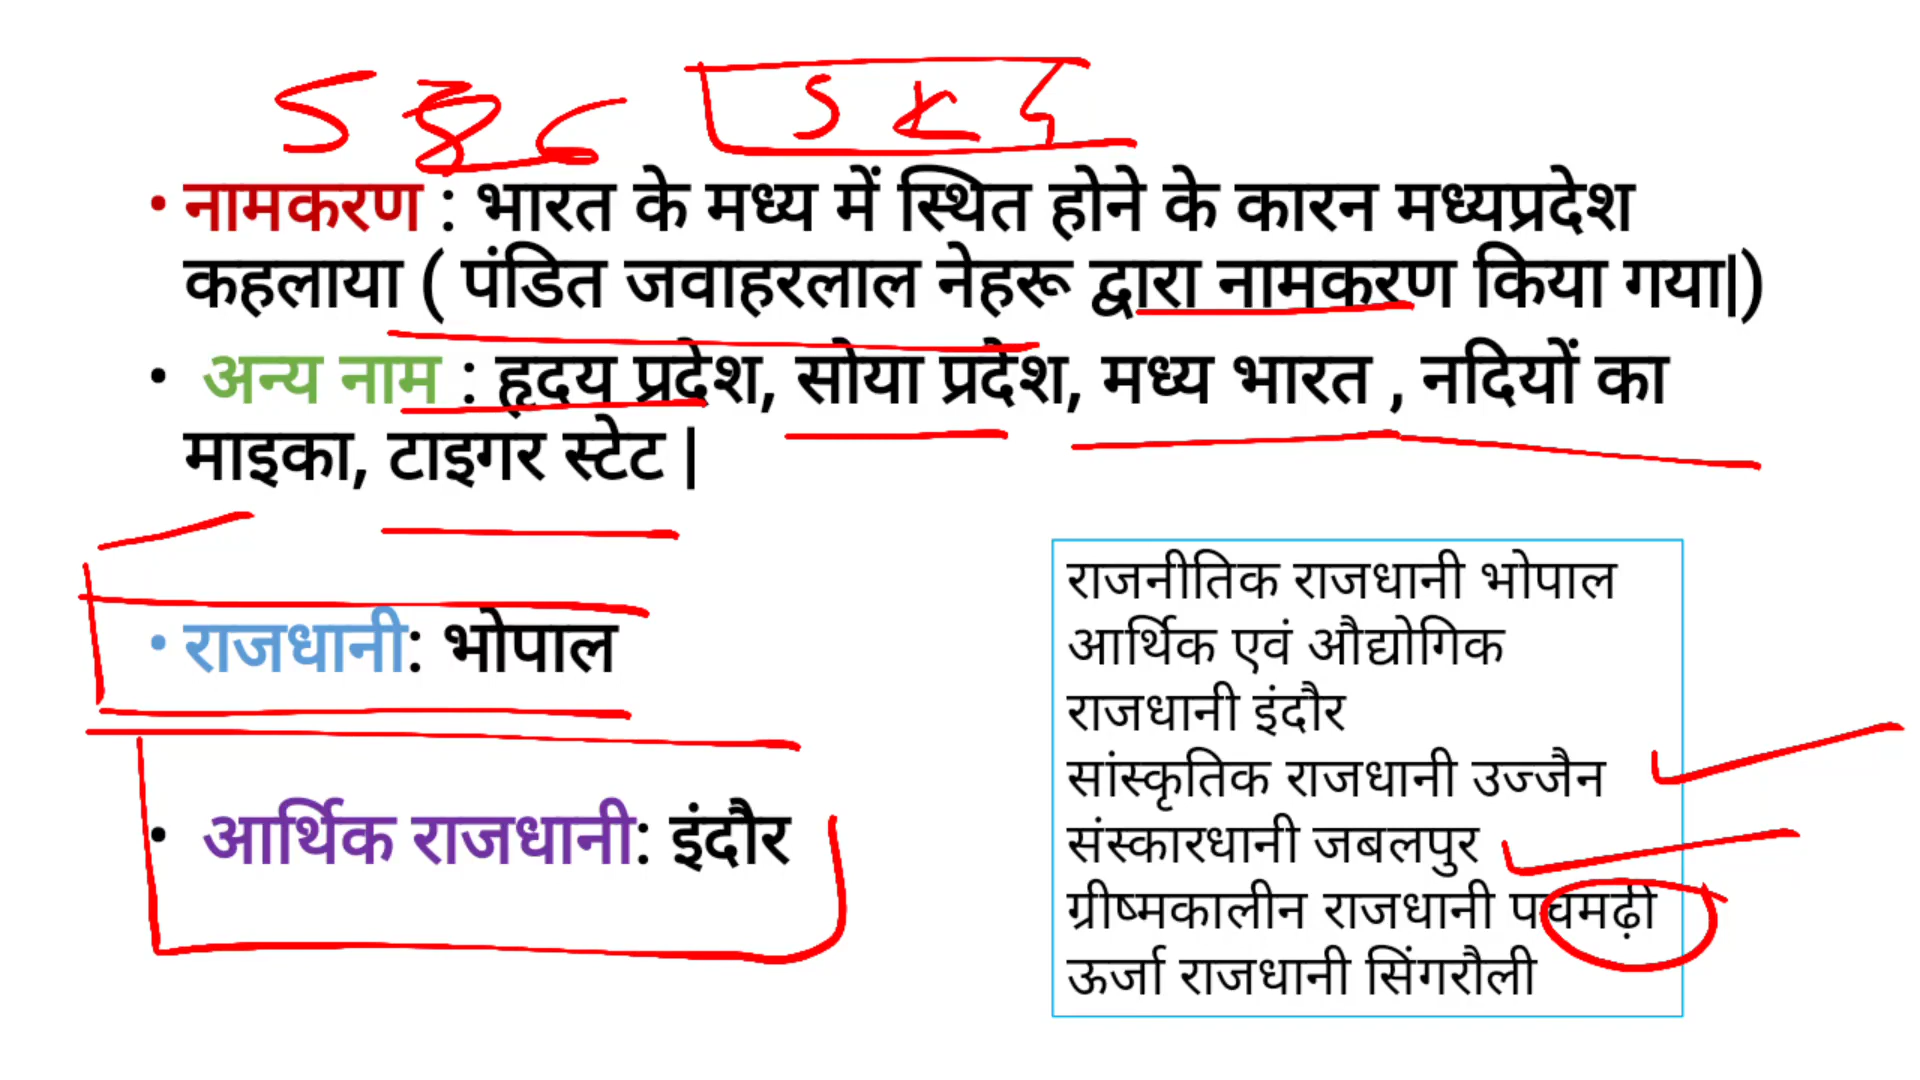 • नामकरण : भारत के मध्य में स्थित होने के कारन मध्यप्रदेश
कहलाया ( पंडित जवाहरलाल नेहरू द्वारा नामकरण किया गया|)
• अन्य नाम : हृदय प्रदेश, सोया प्रदेश, मध्य भारत , नदियों का
माइका, टाइगर स्टेट |
• राजधानी: भोपाल
• आर्थिक राजधानी: इंदौर
राजनीतिक राजधानी भोपाल
आर्थिक एवं औद्योगिक
राजधानी इंदौर
सांस्कृतिक राजधानी उज्जैन
संस्कारधानी जबलपुर
ग्रीष्मकालीन राजधानी पचमढ़ी
ऊर्जा राजधानी सिंगरौली